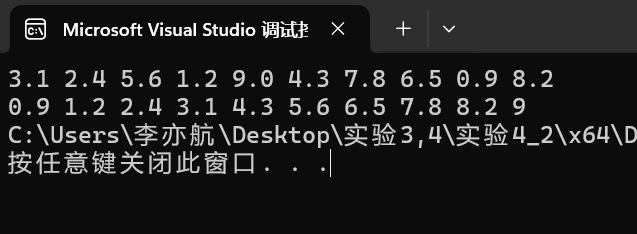 Microsoft Visual Studio 调试
3.1 2.4 5.6 1.2 9.0 4.3 7.8 6.5 0.9 8.2
0.9 1.2 2.4 3.1 4.3 5.6 6.5 7.8 8.2 9
C:\Users\李亦航\Desktop\实验3,4\实验4_2\x64\D
按任意键关闭此窗口. . .